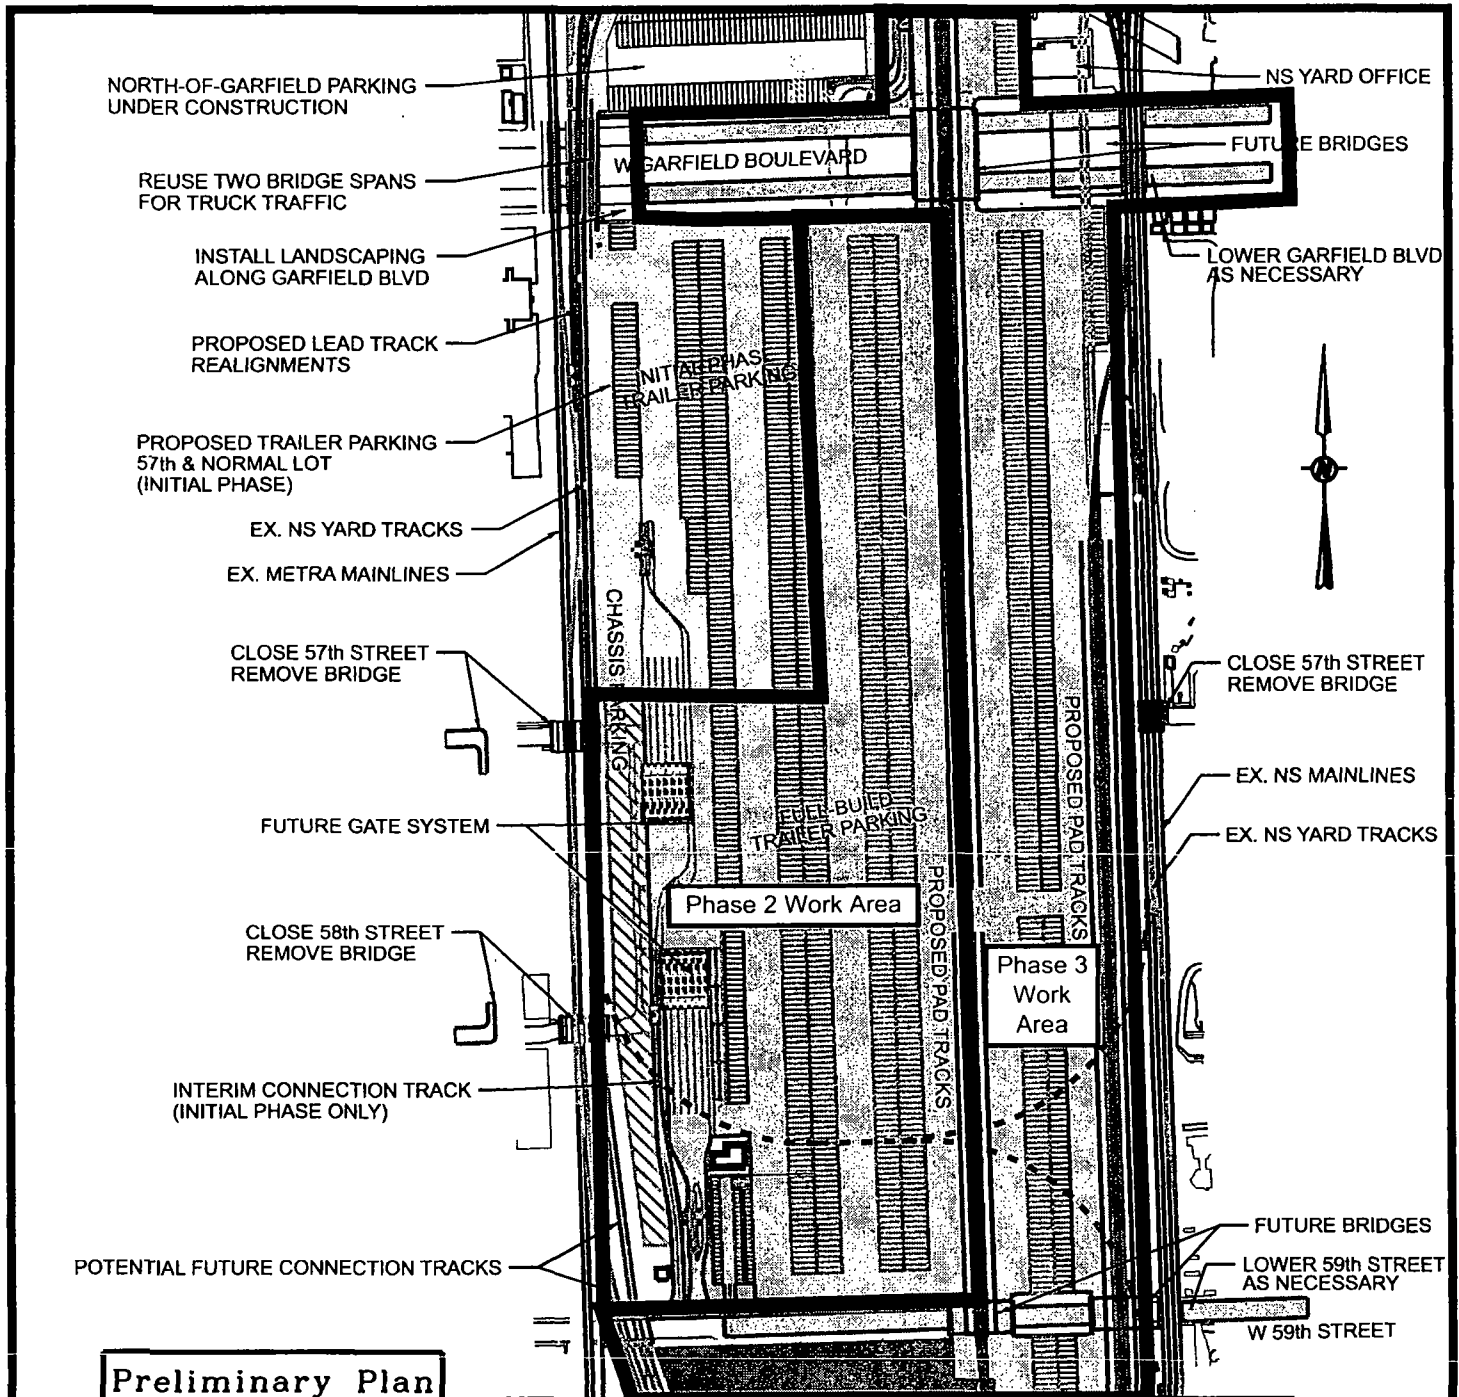 NORTH-OF-GARFIELD PARKING
UNDER CONSTRUCTION
NS YARD OFFICE
W GARFIELD BOULEVARD
FUTURE BRIDGES
REUSE TWO BRIDGE SPANS
FOR TRUCK TRAFFIC
INSTALL LANDSCAPING
ALONG GARFIELD BLVD
LOWER GARFIELD BLVD
AS NECESSARY
PROPOSED LEAD TRACK
REALIGNMENTS
INITIAL PHASE
TRAILER PARKING
PROPOSED TRAILER PARKING
57th & NORMAL LOT
(INITIAL PHASE)
N
EX. NS YARD TRACKS
EX. METRA MAINLINES
CHASSIS PARKING
CLOSE 57th STREET
REMOVE BRIDGE
CLOSE 57th STREET
REMOVE BRIDGE
PROPOSED PAD TRACKS
EX. NS MAINLINES
FUTURE GATE SYSTEM
FULL-BUILD
TRAILER PARKING
EX. NS YARD TRACKS
PROPOSED PAD TRACKS
Phase 2 Work Area
CLOSE 58th STREET
REMOVE BRIDGE
Phase 3
Work
Area
INTERIM CONNECTION TRACK
(INITIAL PHASE ONLY)
FUTURE BRIDGES
POTENTIAL FUTURE CONNECTION TRACKS
LOWER 59th STREET
AS NECESSARY
W 59th STREET
Preliminary Plan